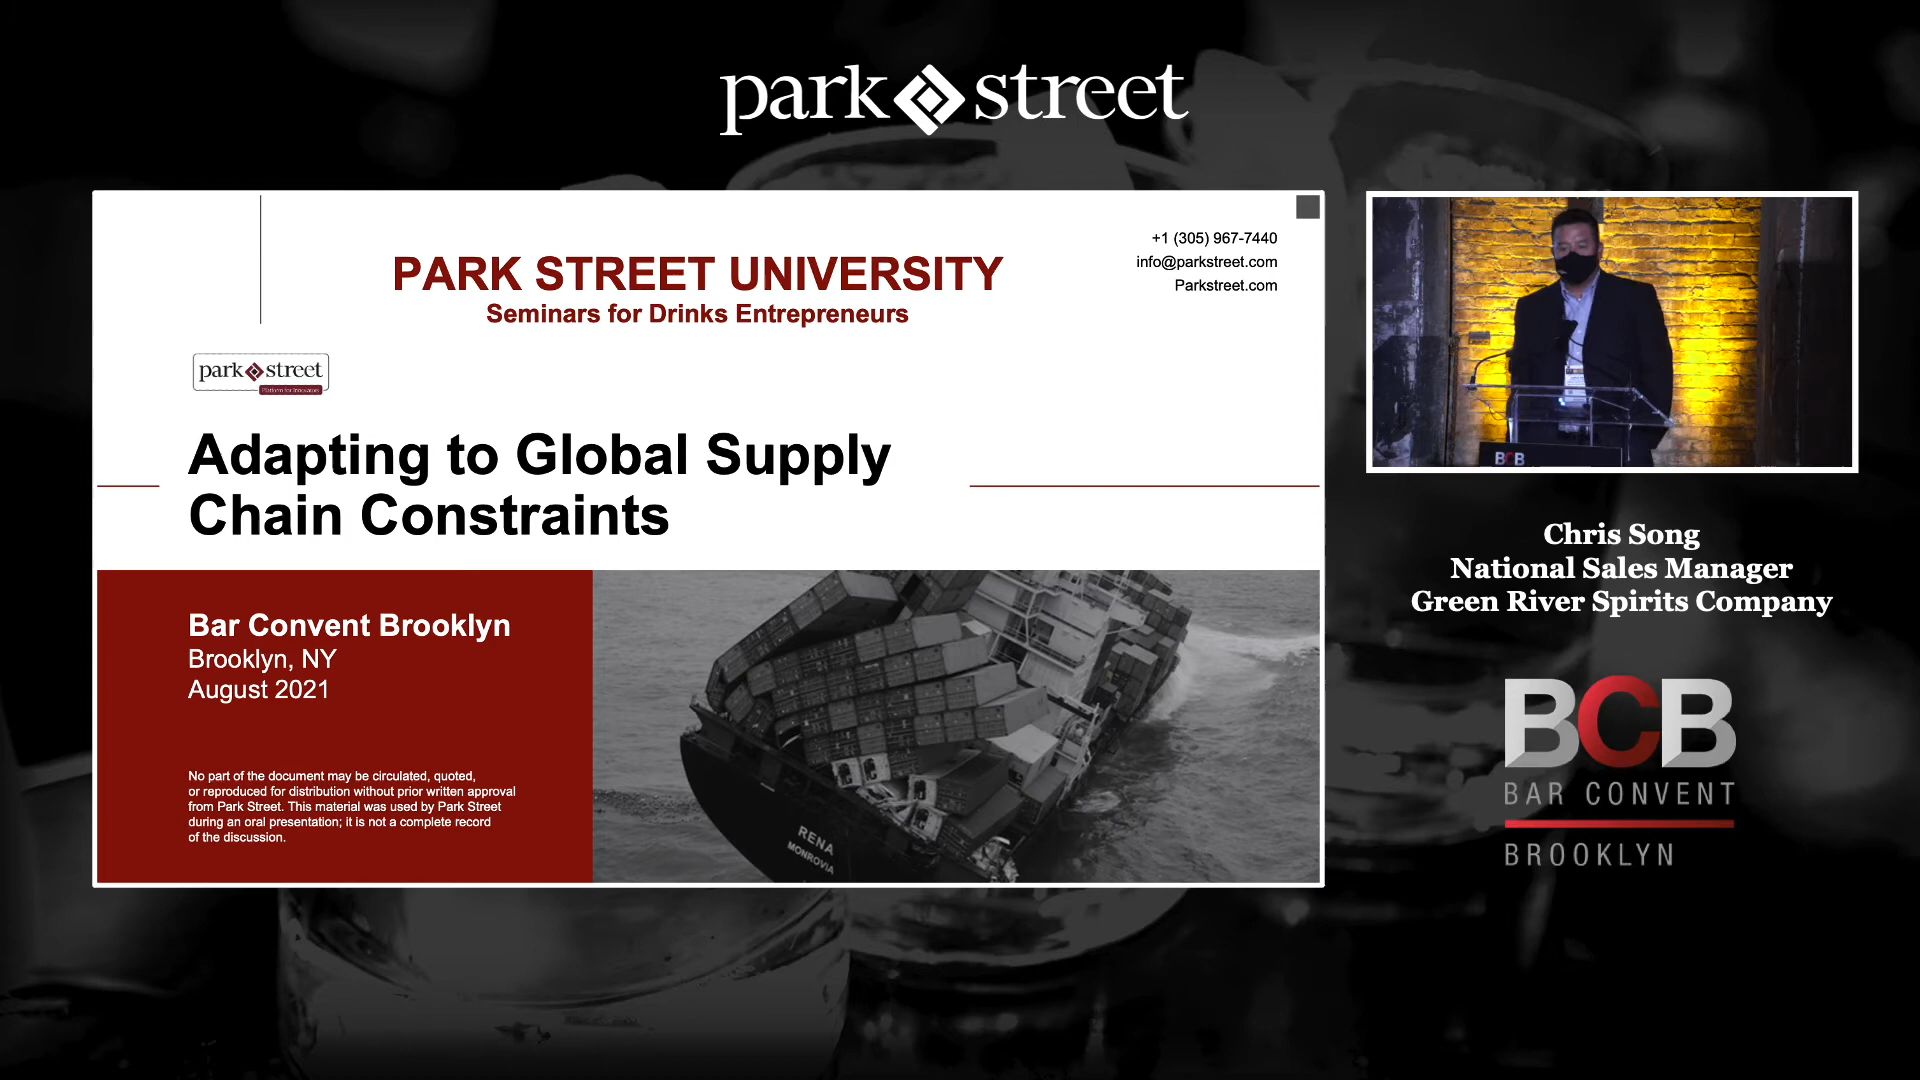 park street
PARK STREET UNIVERSITY
Seminars for Drinks Entrepreneurs
+1 (305) 967-7440
info@parkstreet.com
Parkstreet.com
park street
Platform for Innovators
Adapting to Global Supply
Chain Constraints
Bar Convent Brooklyn
Brooklyn, NY
August 2021
No part of the document may be circulated, quoted,
or reproduced for distribution without prior written approval
from Park Street. This material was used by Park Street
during an oral presentation; it is not a complete record
of the discussion.
RENA
MONROVIA
BCB
Chris Song
National Sales Manager
Green River Spirits Company
BCB
BAR CONVENT
BROOKLYN